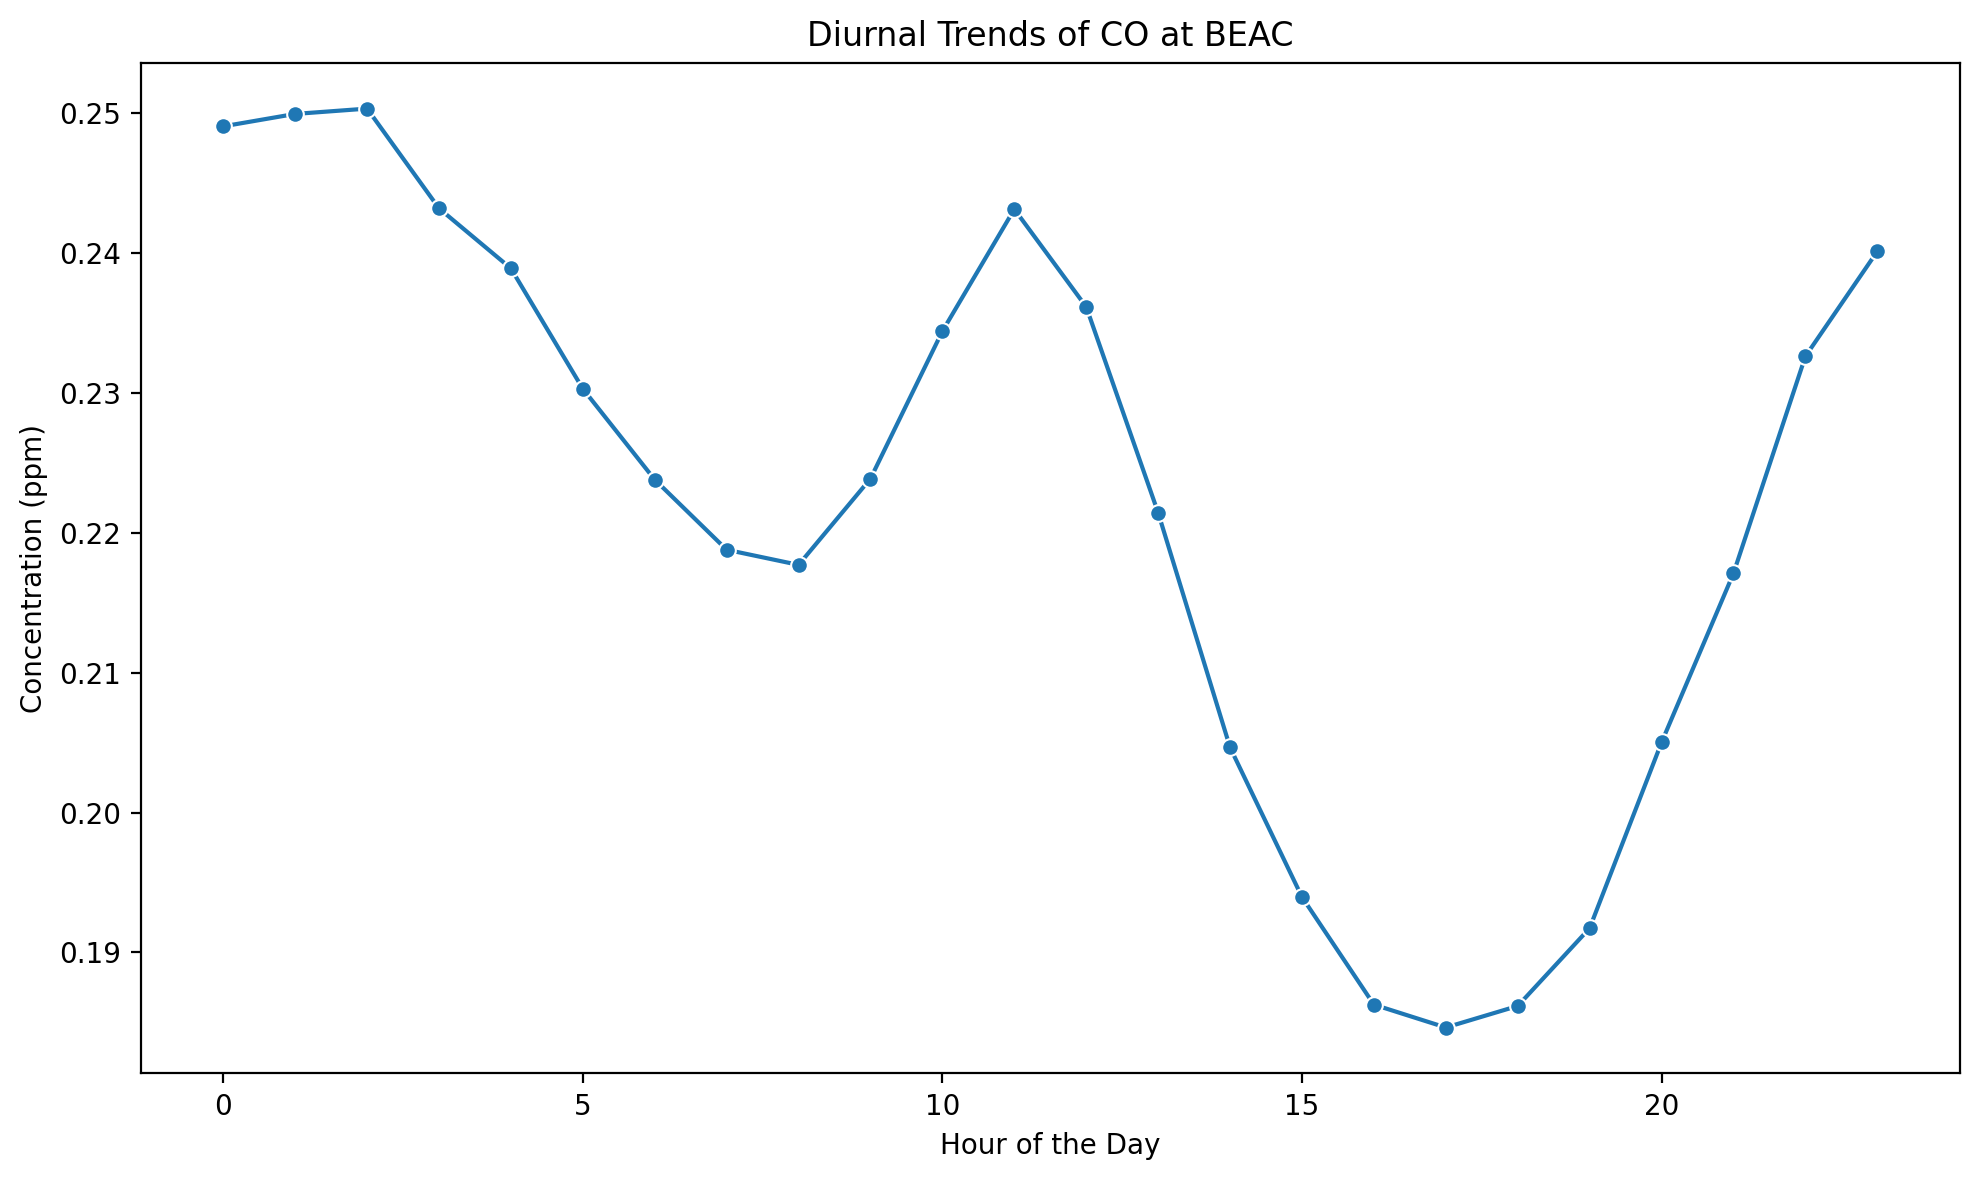 Diurnal Trends of CO at BEAC
Concentration (ppm)
0.25
0.24
0.23
0.22
0.21
0.20
0.19
0 5 10 15 20
Hour of the Day